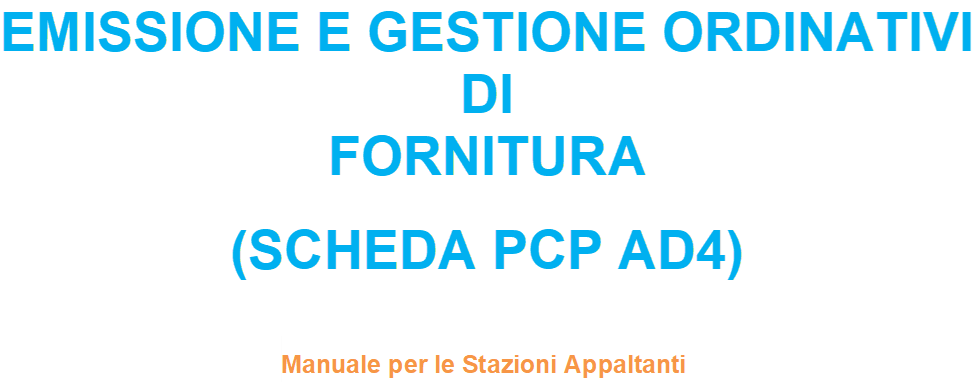 EMISSIONE E GESTIONE ORDINATIVI
DI
FORNITURA
(SCHEDA PCP AD4)
Manuale per le Stazioni Appaltanti